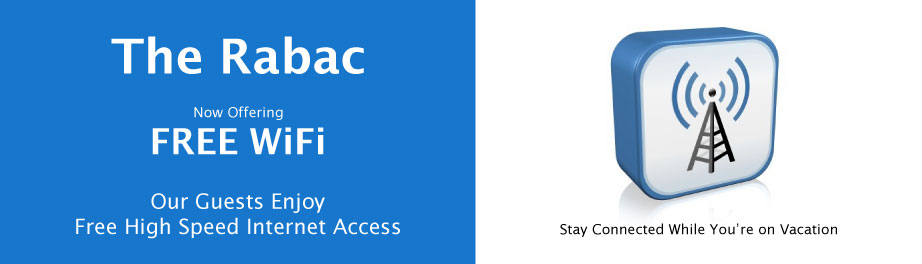 The Rabac
Now Offering
FREE WiFi
Our Guests Enjoy
Free High Speed Internet Access
Stay Connected While You're on Vacation